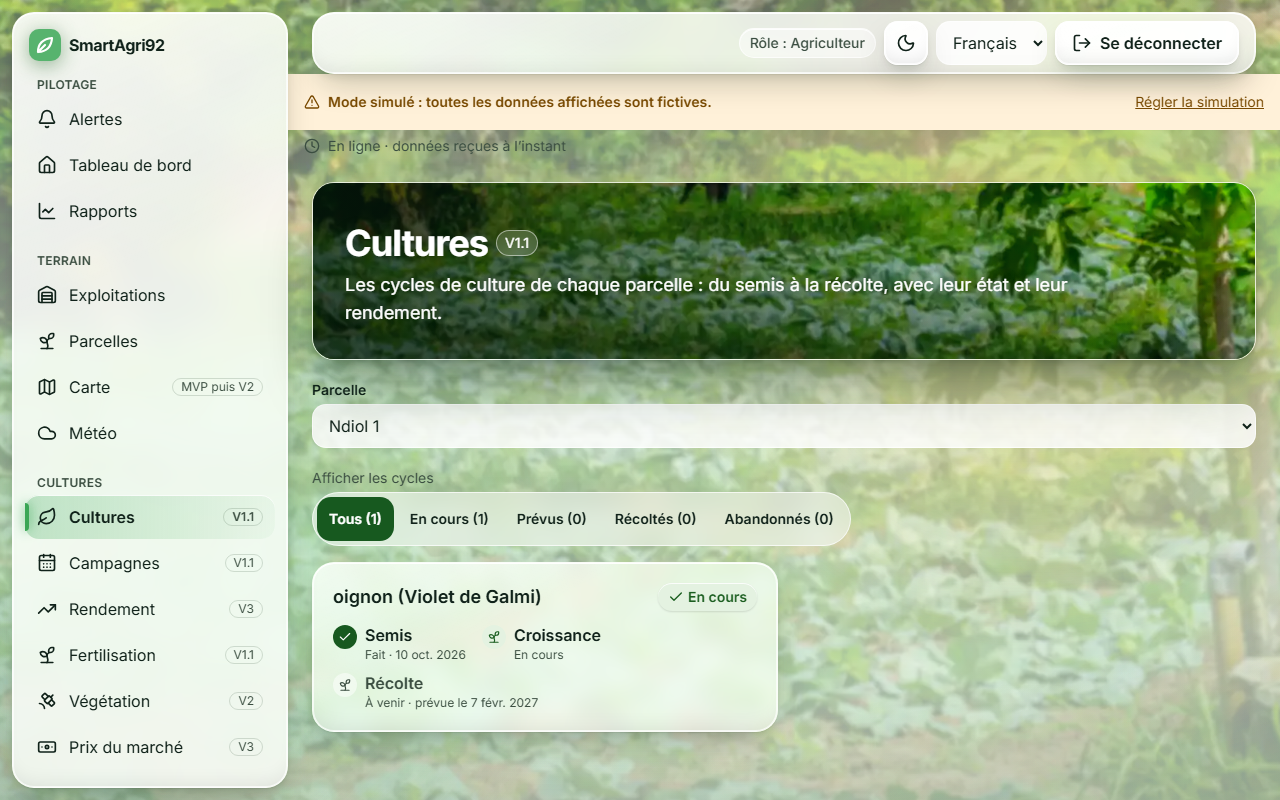 SmartAgri92
PILOTAGE
Alertes
Tableau de bord
Rapports
TERRAIN
Exploitations
Parcelles
Carte MVP puis V2
Météo
CULTURES
Cultures V1.1
Campagnes V1.1
Rendement V3
Fertilisation V1.1
Végétation V2
Prix du marché V3
Rôle : Agriculteur
Français
Se déconnecter
Mode simulé : toutes les données affichées sont fictives.
Régler la simulation
En ligne · données reçues à l'instant
Cultures V1.1
Les cycles de culture de chaque parcelle : du semis à la récolte, avec leur état et leur
rendement.
Parcelle
Ndiol 1
Afficher les cycles
Tous (1) En cours (1) Prévus (0) Récoltés (0) Abandonnés (0)
oignon (Violet de Galmi) En cours
Semis
Fait · 10 oct. 2026
Croissance
En cours
Récolte
À venir · prévue le 7 févr. 2027